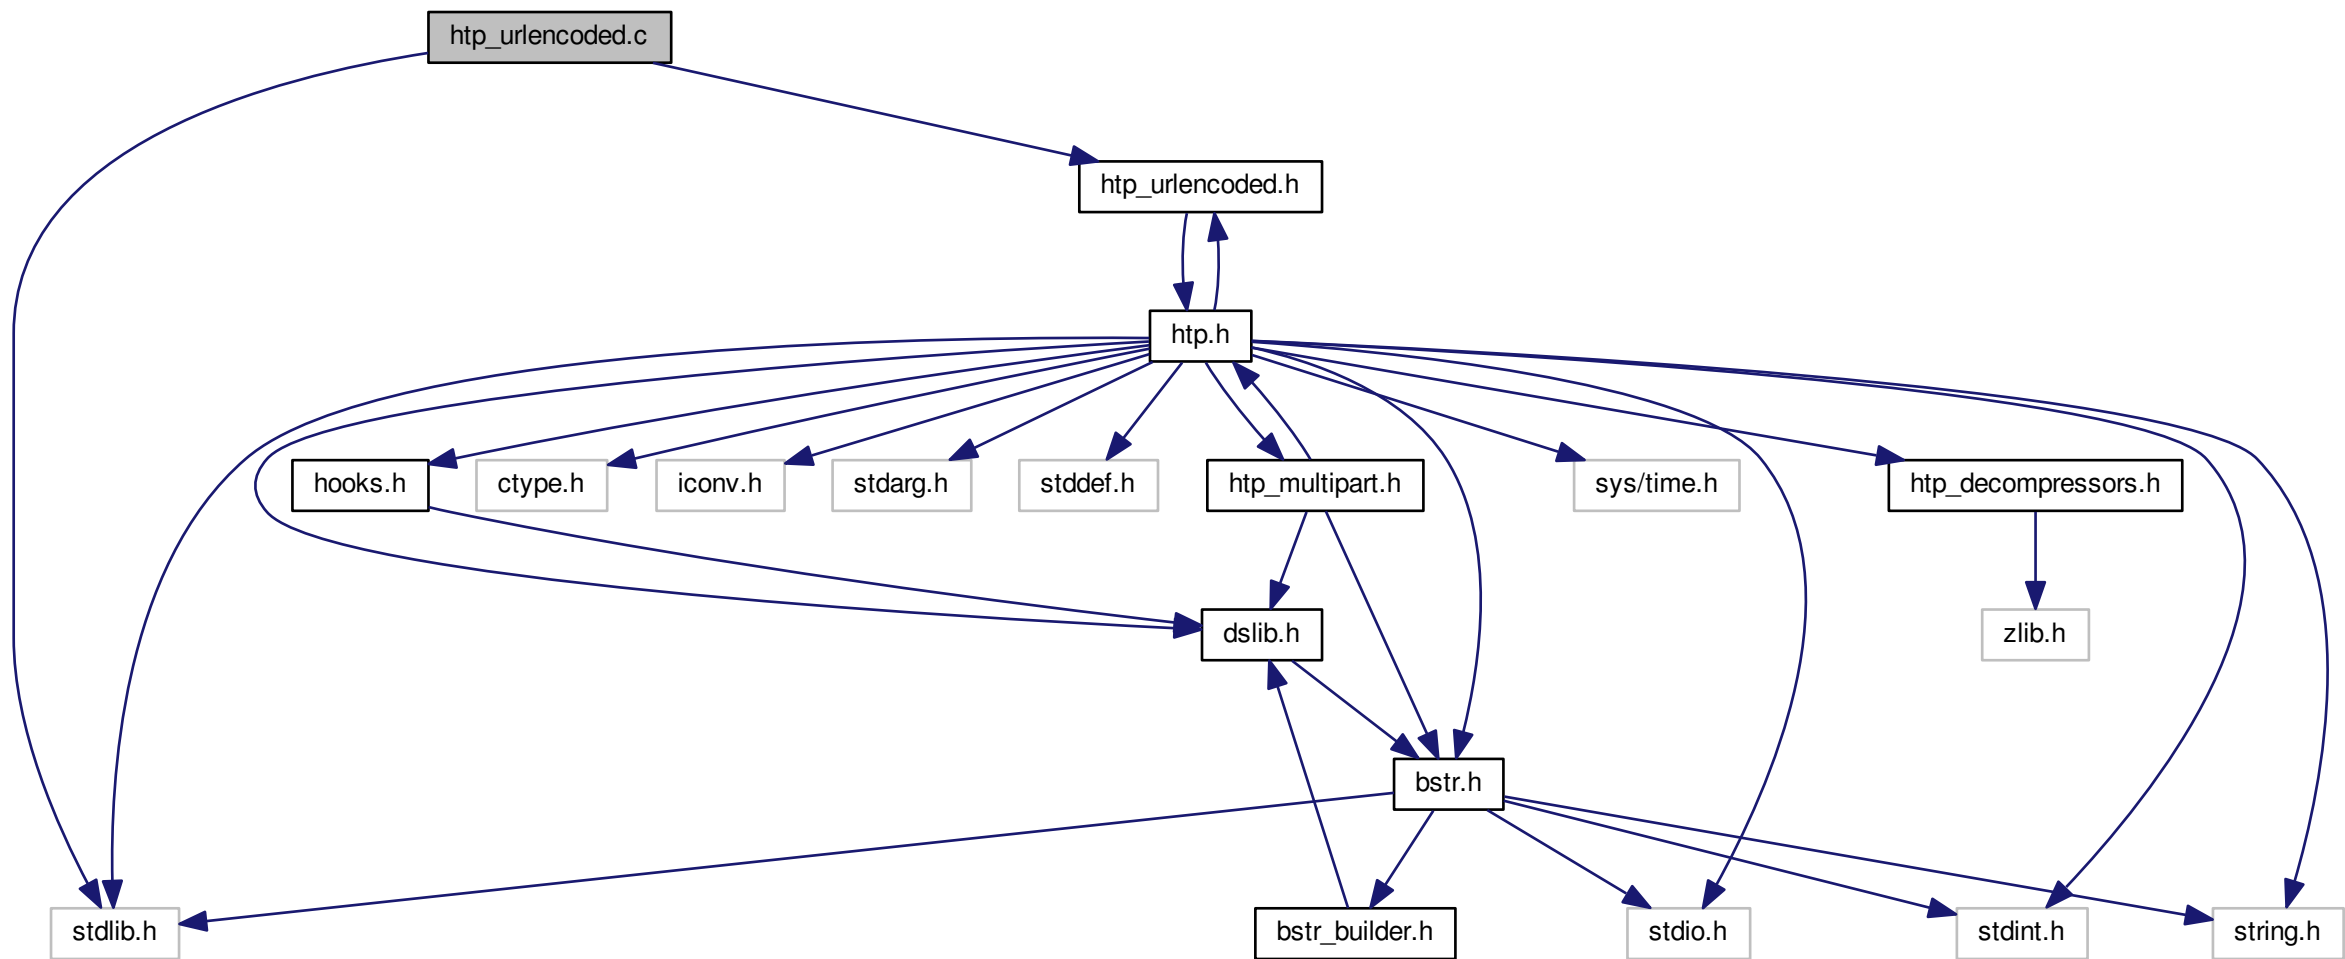 htp_urlencoded.c
htp_urlencoded.h
htp.h
hooks.h
ctype.h
iconv.h
stdarg.h
stddef.h
htp_multipart.h
sys/time.h
htp_decompressors.h
dslib.h
zlib.h
bstr.h
stdlib.h
bstr_builder.h
stdio.h
stdint.h
string.h